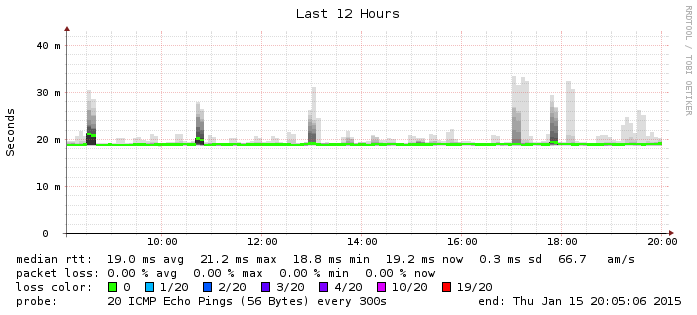 Last 12 Hours
RRDTOOL / TOBI OETIKER
Seconds
40 m
30 m
20 m
10 m
0
10:00 12:00 14:00 16:00 18:00 20:00
median rtt: 19.0 ms avg 21.2 ms max 18.8 ms min 19.2 ms now 0.3 ms sd 66.7 am/s
packet loss: 0.00 % avg 0.00 % max 0.00 % min 0.00 % now
loss color: 0 1/20 2/20 3/20 4/20 10/20 19/20
probe: 20 ICMP Echo Pings (56 Bytes) every 300s end: Thu Jan 15 20:05:06 2015